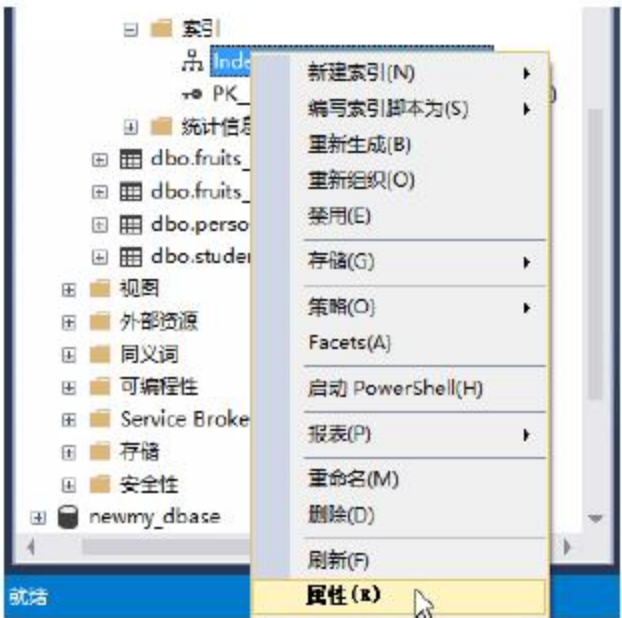 索引
Inde
PK_
统计信息
dbo.fruits_
dbo.fruits_
dbo.perso
dbo.studer
视图
外部资源
同义词
可编程性
Service Broke
存储
安全性
newmy_dbase
就绪
新建索引(N)
编写索引脚本为(S)
重新生成(B)
重新组织(O)
禁用(E)
存储(G)
策略(O)
Facets(A)
启动 PowerShell(H)
报表(P)
重命名(M)
删除(D)
刷新(F)
属性(R)